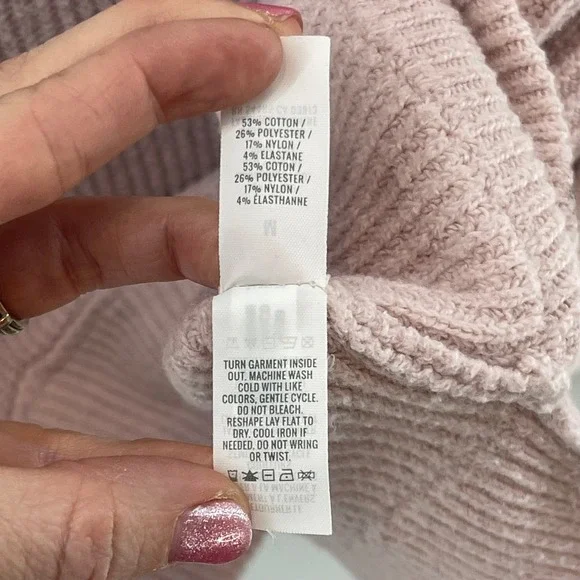 53% COTTON /
26% POLYESTER /
17% NYLON /
4% ELASTANE
53% COTON /
26% POLYESTER /
17% NYLON /
4% ÉLASTHANNE
M
TURN GARMENT INSIDE
OUT. MACHINE WASH
COLD WITH LIKE
COLORS, GENTLE CYCLE.
DO NOT BLEACH.
RESHAPE LAY FLAT TO
DRY. COOL IRON IF
NEEDED. DO NOT WRING
OR TWIST.